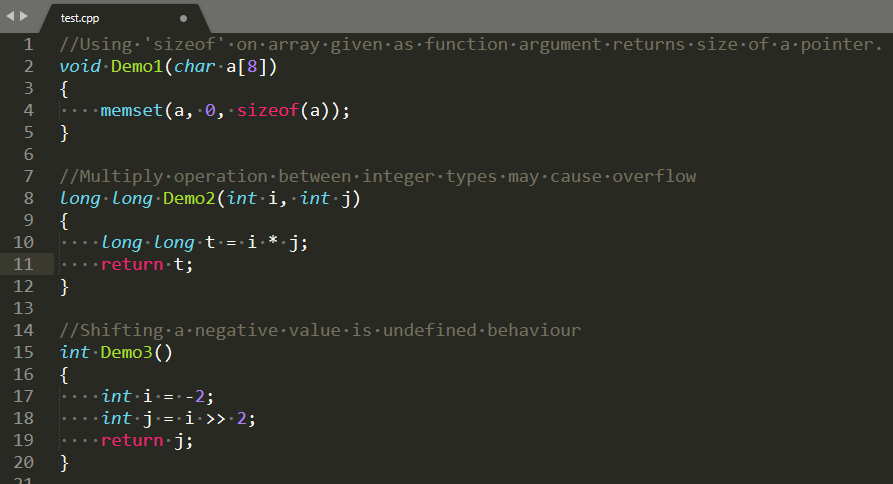 test.cpp
1 //Using 'sizeof' on array given as function argument returns size of a pointer.
2 void Demo1(char a[8])
3 {
4     memset(a, 0, sizeof(a));
5 }
6
7 //Multiply operation between integer types may cause overflow
8 long long Demo2(int i, int j)
9 {
10     long long t = i * j;
11     return t;
12 }
13
14 //Shifting a negative value is undefined behaviour
15 int Demo3()
16 {
17     int i = -2;
18     int j = i >> 2;
19     return j;
20 }
21